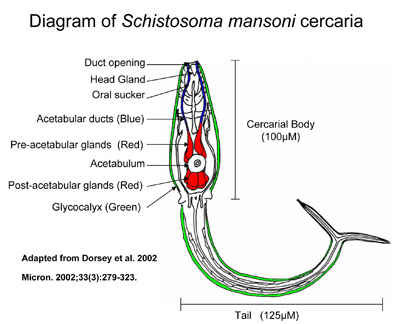 Diagram of Schistosoma mansoni cercaria
Duct opening
Head Gland
Oral sucker
Acetabular ducts (Blue)
Pre-acetabular glands (Red)
Acetabulum
Post-acetabular glands (Red)
Glycocalyx (Green)
Cercarial Body
(100µM)
Adapted from Dorsey et al. 2002
Micron. 2002;33(3):279-323.
Tail (125µM)